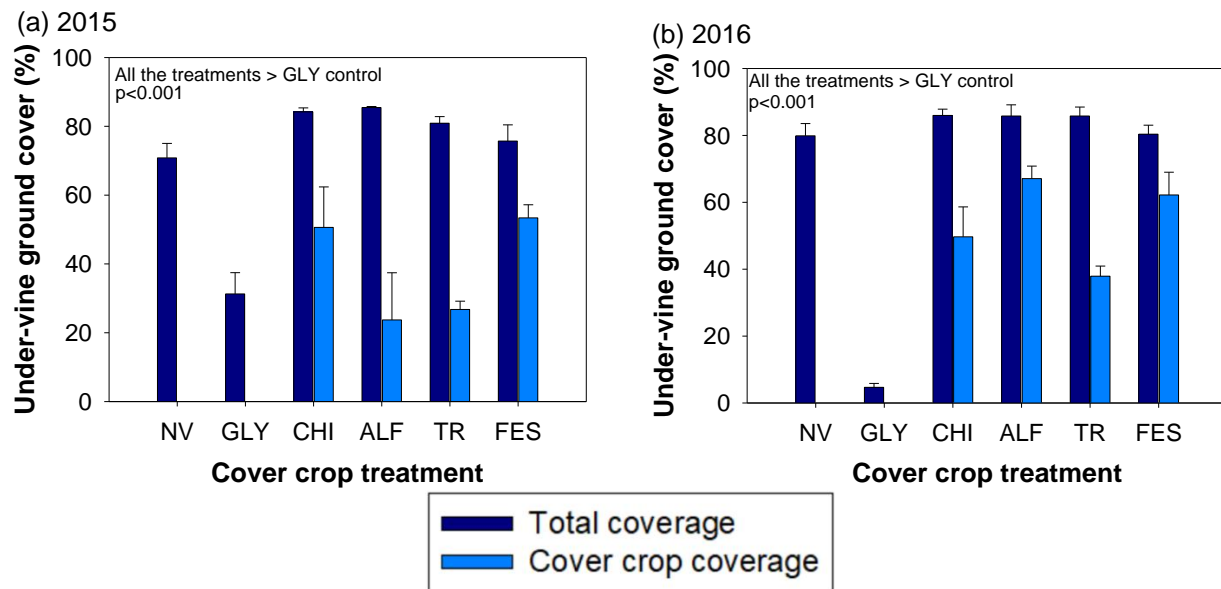 (a) 2015
Under-vine ground cover (%)
100
80
60
40
20
0
All the treatments > GLY control
p<0.001
NV GLY CHI ALF TR FES
Cover crop treatment
(b) 2016
Under-vine ground cover (%)
100
80
60
40
20
0
All the treatments > GLY control
p<0.001
NV GLY CHI ALF TR FES
Cover crop treatment
Total coverage
Cover crop coverage